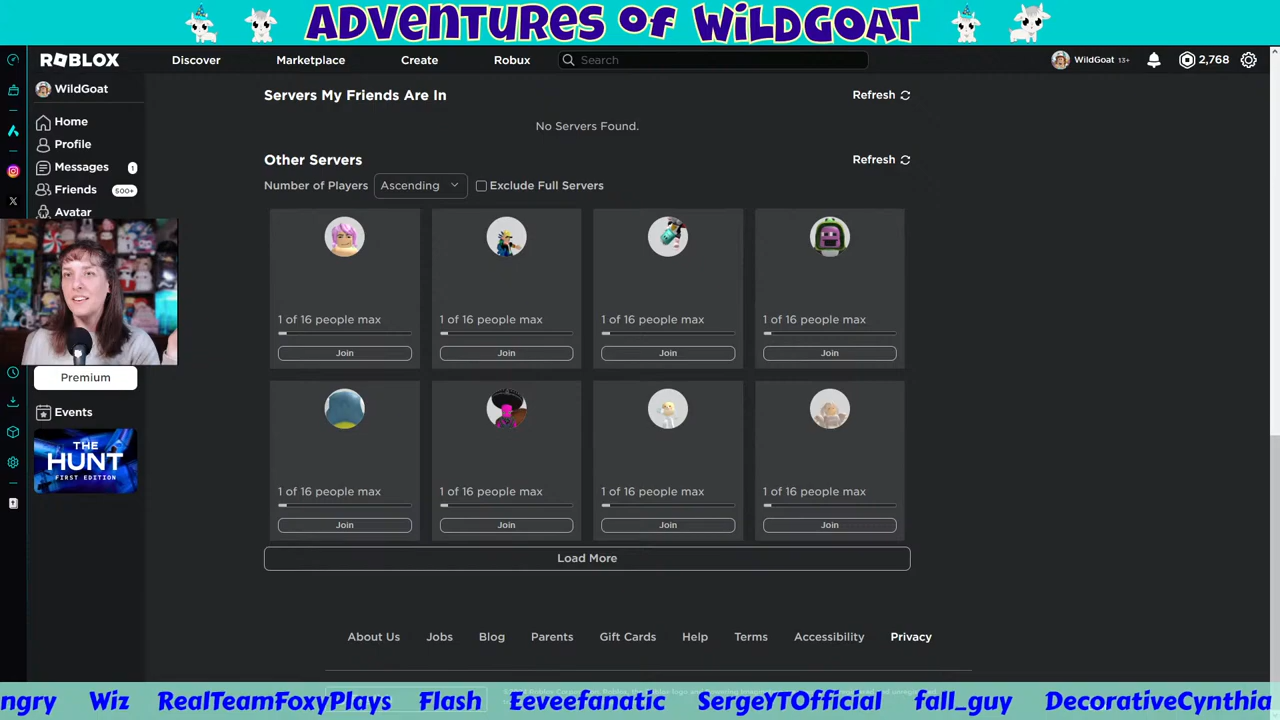 ADVENTURES OF WILDGOAT
ROBLOX
Discover
Marketplace
Create
Robux
Search
WildGoat 13+
2,768
WildGoat
Home
Profile
Messages 1
Friends 500+
Avatar
Premium
Events
THE HUNT
FIRST EDITION
Servers My Friends Are In
Refresh
No Servers Found.
Other Servers
Refresh
Number of Players Ascending Exclude Full Servers
1 of 16 people max 1 of 16 people max 1 of 16 people max 1 of 16 people max
Join Join Join Join
1 of 16 people max 1 of 16 people max 1 of 16 people max 1 of 16 people max
Join Join Join Join
Load More
About Us Jobs Blog Parents Gift Cards Help Terms Accessibility Privacy
ngry Wiz RealTeamFoxyPlays Flash Eeveefanatic SergeYTOfficial fall_guy DecorativeCynthia